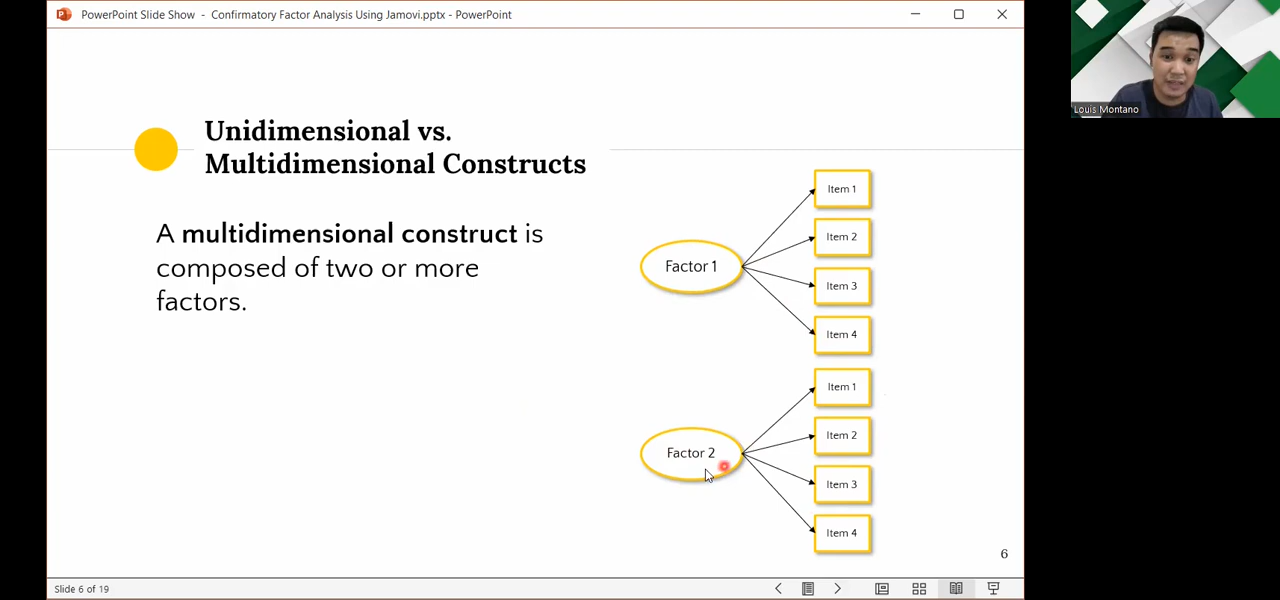 PowerPoint Slide Show - Confirmatory Factor Analysis Using Jamovi.pptx - PowerPoint
Louis Montano
Unidimensional vs.
Multidimensional Constructs
A multidimensional construct is
composed of two or more
factors.
Factor 1
Item 1
Item 2
Item 3
Item 4
Factor 2
Item 1
Item 2
Item 3
Item 4
6
Slide 6 of 19